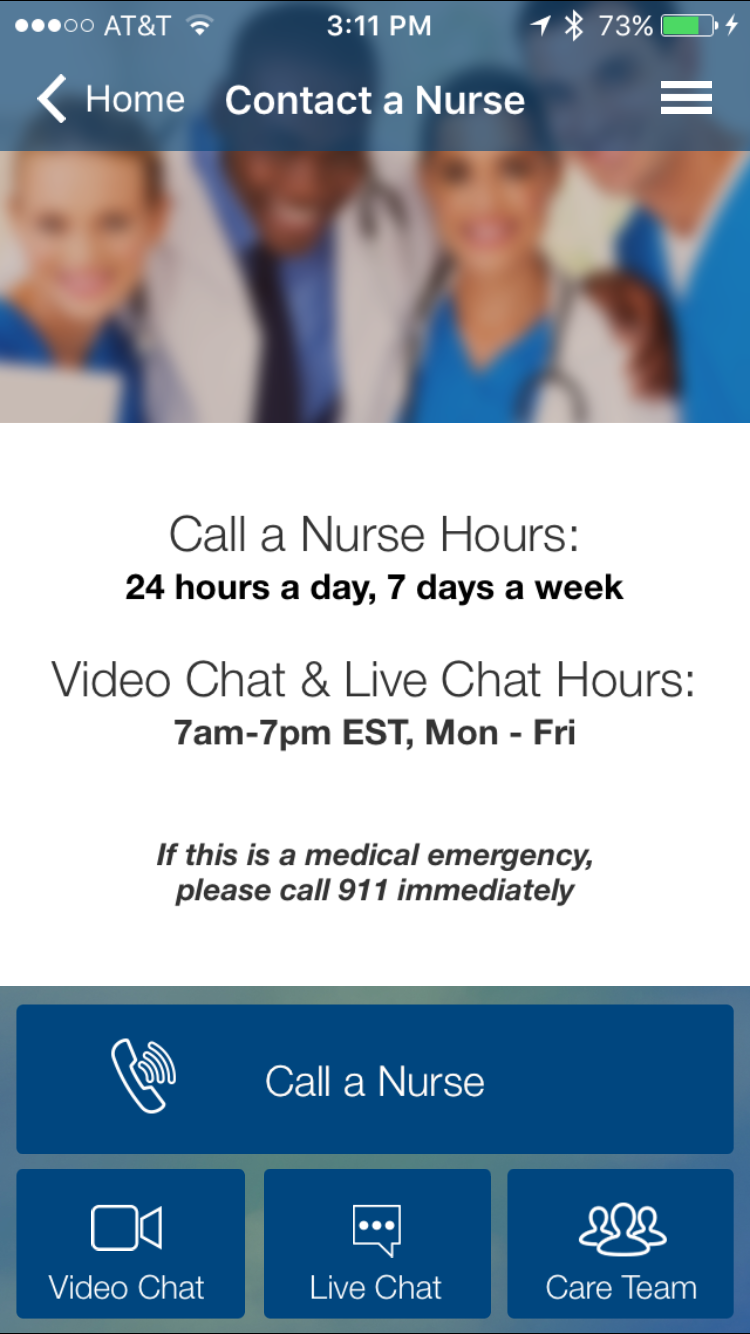 AT&T 3:11 PM 73%
Home Contact a Nurse
Call a Nurse Hours:
24 hours a day, 7 days a week
Video Chat & Live Chat Hours:
7am-7pm EST, Mon - Fri
If this is a medical emergency,
please call 911 immediately
Call a Nurse
Video Chat Live Chat Care Team